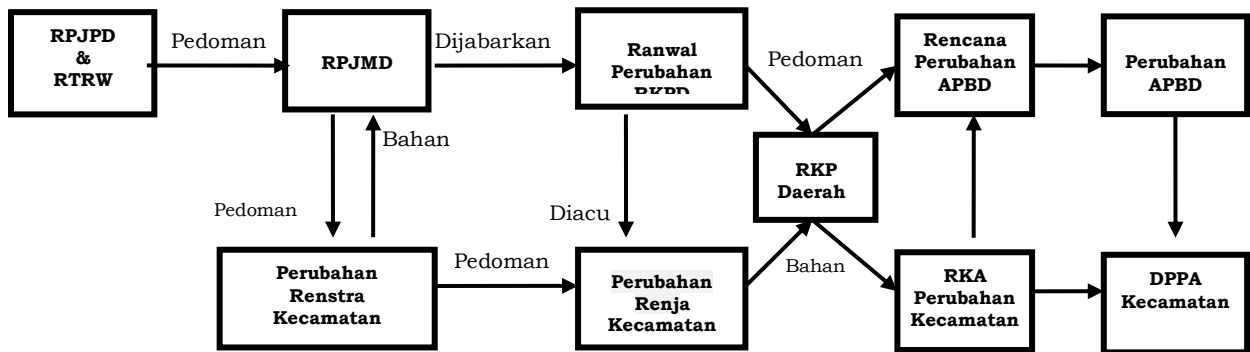 RPJPD
&
RTRW
Pedoman
RPJMD
Dijabarkan
Ranwal
Perubahan
RKPD
Pedoman
Rencana
Perubahan
APBD
Perubahan
APBD
Bahan
RKP
Daerah
Pedoman
Diacu
Perubahan
Renstra
Kecamatan
Pedoman
Perubahan
Renja
Kecamatan
Bahan
RKA
Perubahan
Kecamatan
DPPA
Kecamatan